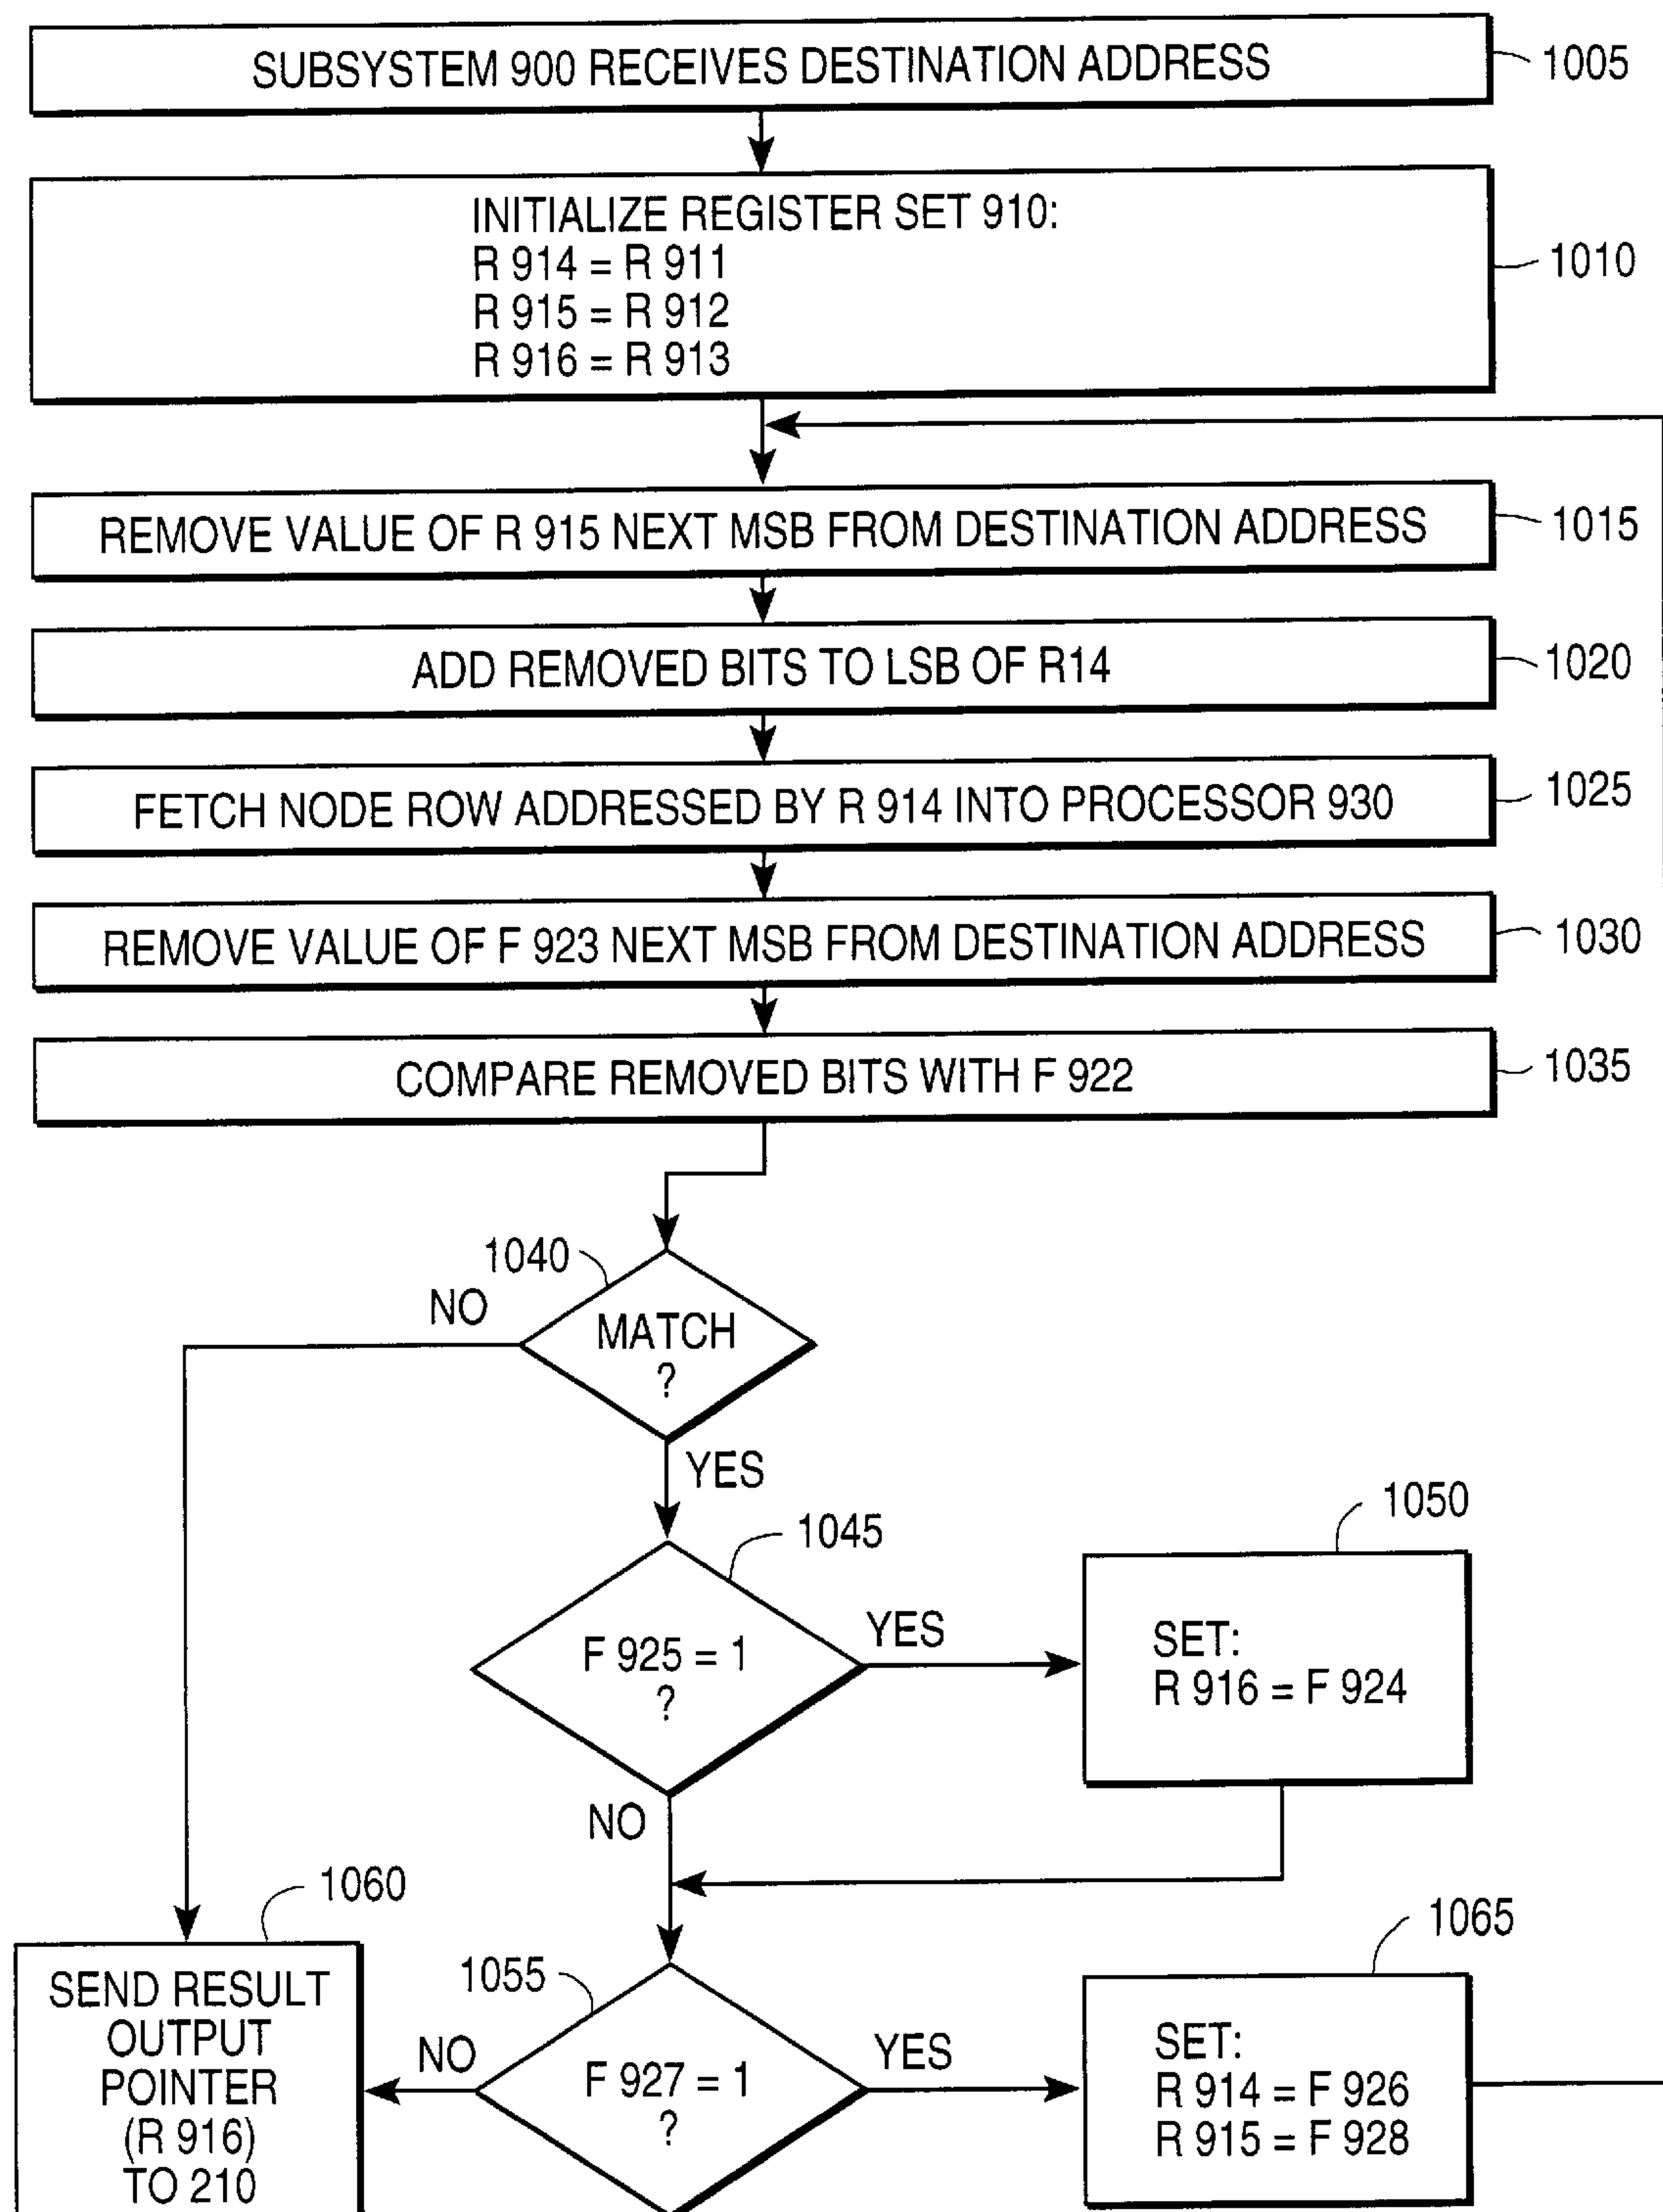 SUBSYSTEM 900 RECEIVES DESTINATION ADDRESS
1005
INITIALIZE REGISTER SET 910:
R 914 = R 911
R 915 = R 912
R 916 = R 913
1010
REMOVE VALUE OF R 915 NEXT MSB FROM DESTINATION ADDRESS
1015
ADD REMOVED BITS TO LSB OF R14
1020
FETCH NODE ROW ADDRESSED BY R 914 INTO PROCESSOR 930
1025
REMOVE VALUE OF F 923 NEXT MSB FROM DESTINATION ADDRESS
1030
COMPARE REMOVED BITS WITH F 922
1035
1040
NO
MATCH
?
YES
1045
F 925 = 1
?
YES
NO
1050
SET:
R 916 = F 924
1060
SEND RESULT
OUTPUT
POINTER
(R 916)
TO 210
1055
NO
F 927 = 1
?
YES
1065
SET:
R 914 = F 926
R 915 = F 928